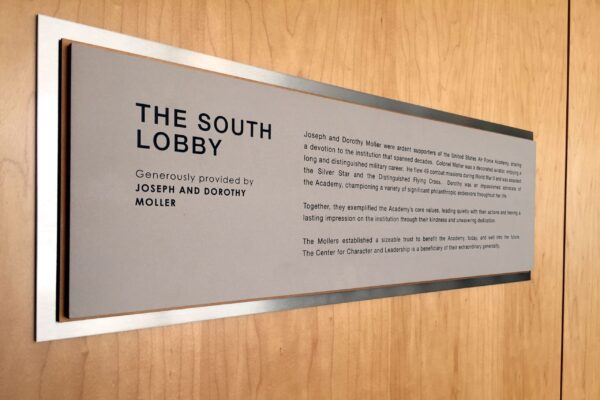 THE SOUTH
LOBBY
Generously provided by
JOSEPH AND DOROTHY
MOLLER
Joseph and Dorothy Moller were ardent supporters of the United States Air Force Academy, sharing
a devotion to the institution that spanned decades. Colonel Moller was a decorated aviator, enjoying a
long and distinguished military career. He flew 49 combat missions during World War II and was awarded
the Silver Star and the Distinguished Flying Cross. Dorothy was an impassioned advocate of
the Academy, championing a variety of significant philanthropic endeavors throughout her life.
Together, they exemplified the Academy's core values, leading quietly with their actions and leaving a
lasting impression on the institution through their kindness and unwavering dedication.
The Mollers established a sizeable trust to benefit the Academy, today, and well into the future.
The Center for Character and Leadership is a beneficiary of their extraordinary generosity.